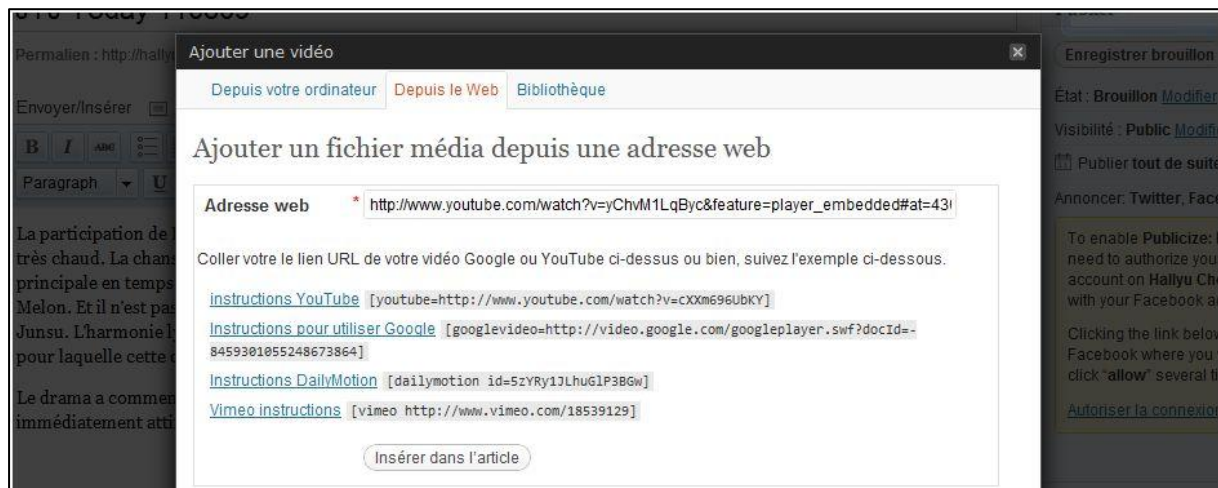 JYJ Today 110803
Permalien : http://hally
Envoyer/Insérer
B I ABC
Paragraph U
La participation de
très chaud. La chans
principale en temps
Melon. Et il n'est pas
Junsu. L'harmonie l
pour laquelle cette
Le drama a commen
immédiatement atti
Ajouter une vidéo
Depuis votre ordinateur Depuis le Web Bibliothèque
Ajouter un fichier média depuis une adresse web
Adresse web * http://www.youtube.com/watch?v=yChvM1LqByc&feature=player_embedded#at=43
Coller votre le lien URL de votre vidéo Google ou YouTube ci-dessus ou bien, suivez l'exemple ci-dessous.
instructions YouTube [youtube=http://www.youtube.com/watch?v=cXXm696UbKY]
Instructions pour utiliser Google [googlevideo=http://video.google.com/googleplayer.swf?docId=-
8459301055248673864]
Instructions DailyMotion [dailymotion id=5zYRy1JLhuGlP3BGw]
Vimeo instructions [vimeo http://www.vimeo.com/18539129]
Insérer dans l'article
Enregistrer brouillon
État : Brouillon Modifier
Visibilité : Public Modifi
Publier tout de suite
Annoncer: Twitter, Fac
To enable Publicize:
need to authorize you
account on Hallyu Ch
with your Facebook a
Clicking the link below
Facebook where you
click "allow" several ti
Autoriser la connexion